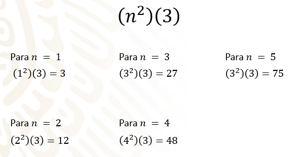 (n²)(3)
Para n = 1
(1²)(3) = 3
Para n = 3
(3²)(3) = 27
Para n = 5
(3²)(3) = 75
Para n = 2
(2²)(3) = 12
Para n = 4
(4²)(3) = 48